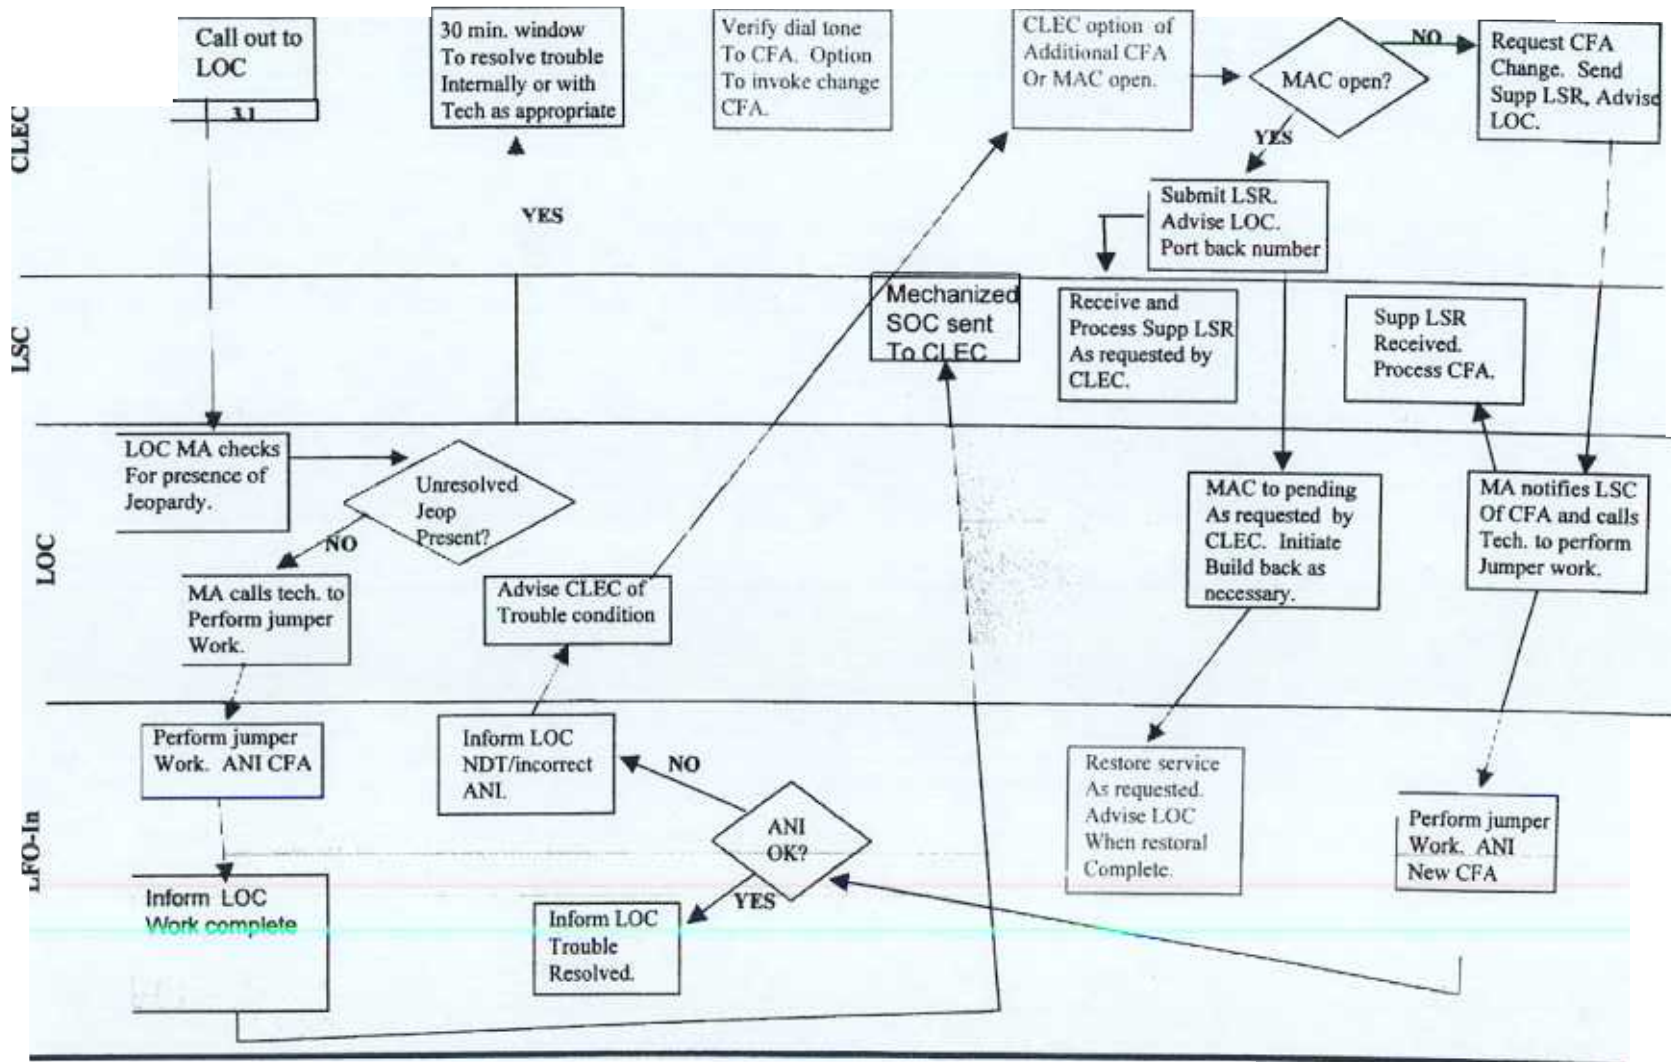 CLEC
Call out to
LOC
3.1
30 min. window
To resolve trouble
Internally or with
Tech as appropriate
Verify dial tone
To CFA. Option
To invoke change
CFA.
CLEC option of
Additional CFA
Or MAC open.
MAC open?
NO
Request CFA
Change. Send
Supp LSR, Advise
LOC.
YES
YES
Submit LSR.
Advise LOC.
Port back number
LSC
Mechanized
SOC sent
To CLEC
Receive and
Process Supp LSR
As requested by
CLEC.
Supp LSR
Received.
Process CFA.
LOC
LOC MA checks
For presence of
Jeopardy.
Unresolved
Jeop
Present?
NO
MA calls tech. to
Perform jumper
Work.
Advise CLEC of
Trouble condition
MAC to pending
As requested by
CLEC. Initiate
Build back as
necessary.
MA notifies LSC
Of CFA and calls
Tech. to perform
Jumper work.
LFO-In
Perform jumper
Work. ANI CFA
Inform LOC
NDT/incorrect
ANI.
NO
ANI
OK?
YES
Inform LOC
Work complete
Inform LOC
Trouble
Resolved.
Restore service
As requested.
Advise LOC
When restoral
Complete.
Perform jumper
Work. ANI
New CFA